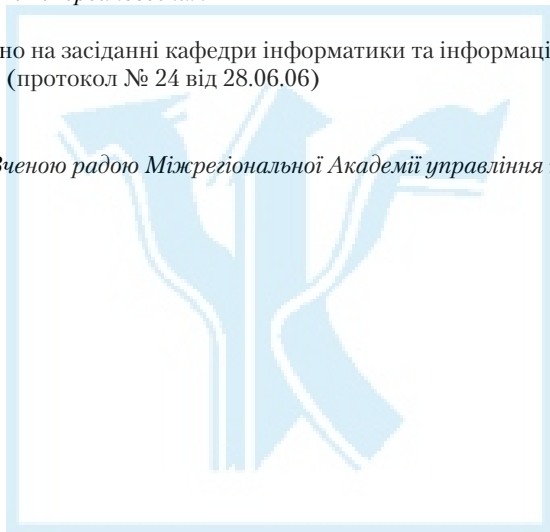 но на засіданні кафедри інформатики та інформаці
(протокол № 24 від 28.06.06)
Вченою радою Міжрегіональної Академії управління